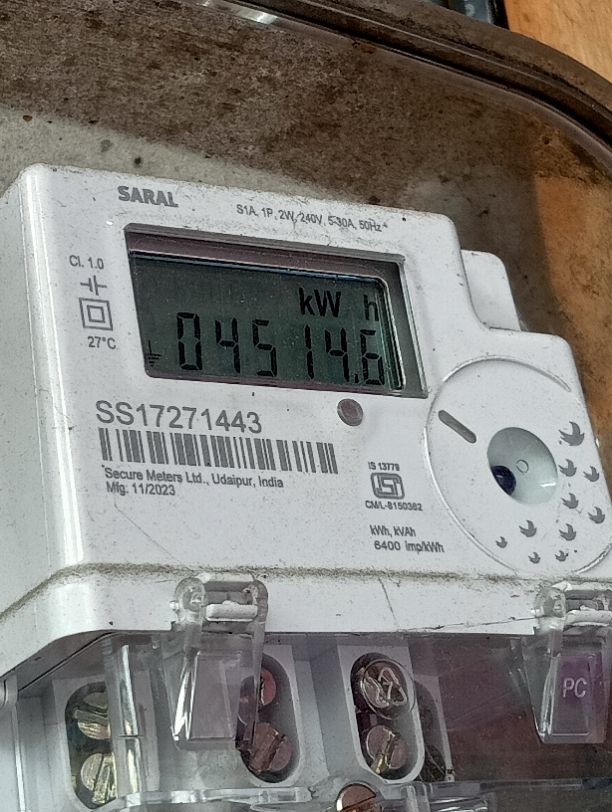 SARAL
S1A, 1P, 2W, 240V, 5-30A, 50Hz
Cl. 1.0
27°C
kW h
04514.6
SS17271443
Secure Meters Ltd., Udaipur, India
Mfg: 11/2023
IS 13779
CM/L-8150362
kWh, kVAh
6400 imp/kWh
PC